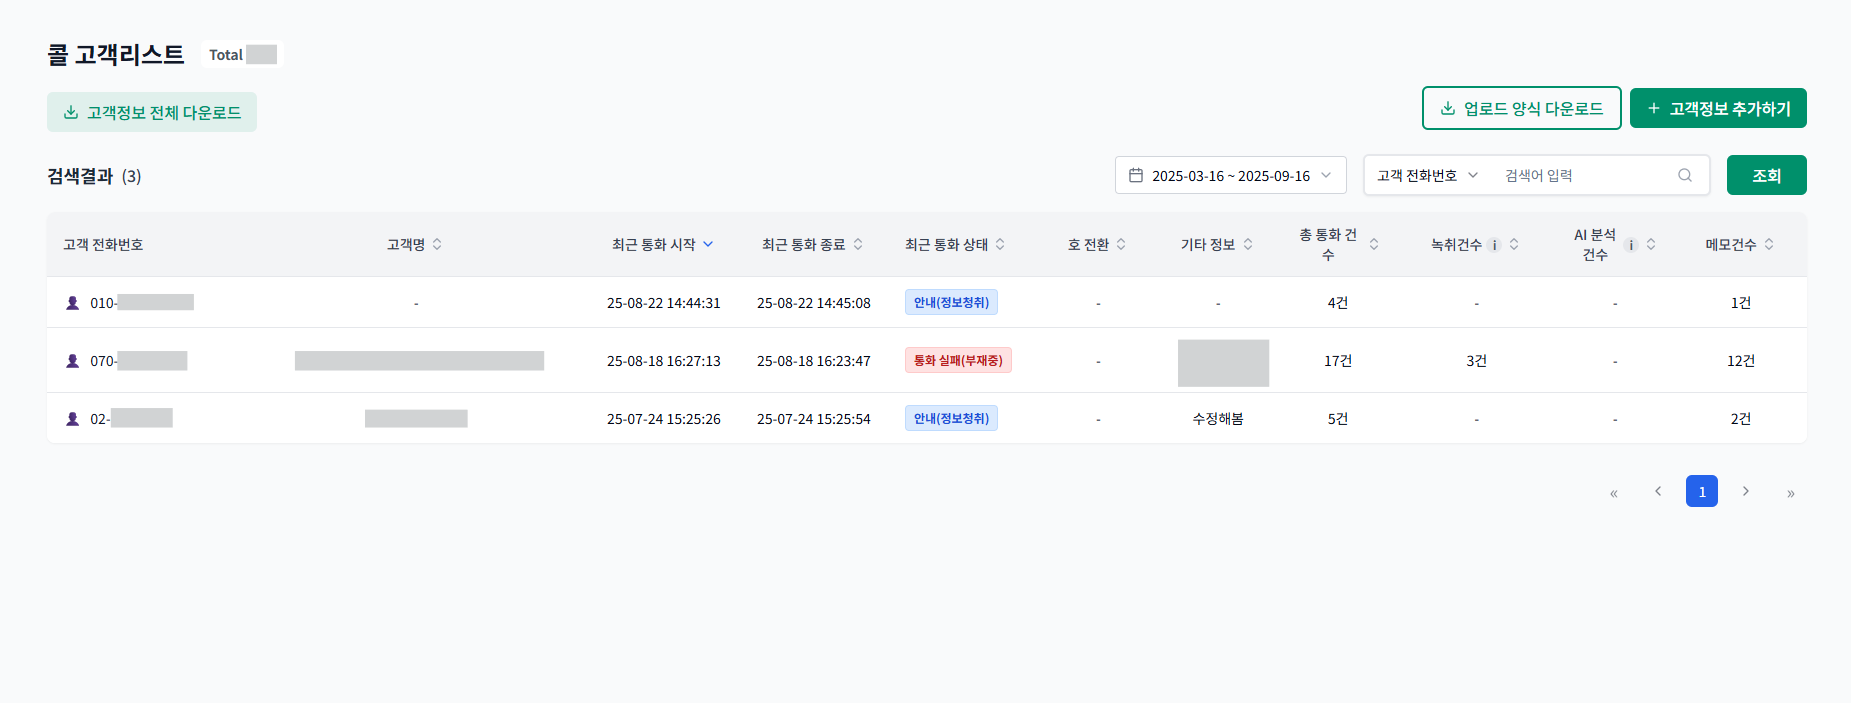 콜 고객리스트 Total
고객정보 전체 다운로드
업로드 양식 다운로드 + 고객정보 추가하기
검색결과 (3)
2025-03-16 ~ 2025-09-16 고객 전화번호 검색어 입력 조회
고객 전화번호 고객명 최근 통화 시작 최근 통화 종료 최근 통화 상태 호 전환 기타 정보 총 통화 건수 녹취건수 i AI 분석 건수 i 메모건수
010- - 25-08-22 14:44:31 25-08-22 14:45:08 안내(정보청취) - - 4건 - - 1건
070- 25-08-18 16:27:13 25-08-18 16:23:47 통화 실패(부재중) - 17건 3건 - 12건
02- 25-07-24 15:25:26 25-07-24 15:25:54 안내(정보청취) - 수정해봄 5건 - - 2건
« ‹ 1 › »